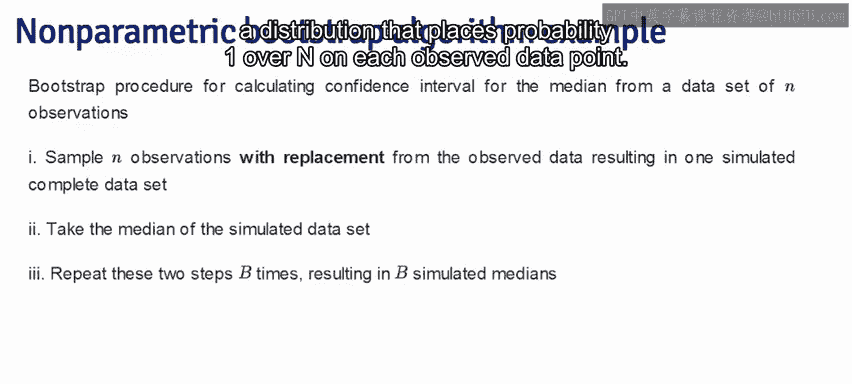 Nonparametric bootstrap algorithm example
a distribution that places probability
1 over N on each observed data point.
Bootstrap procedure for calculating confidence interval for the median from a data set of n
observations
i. Sample n observations with replacement from the observed data resulting in one simulated
complete data set
ii. Take the median of the simulated data set
iii. Repeat these two steps B times, resulting in B simulated medians